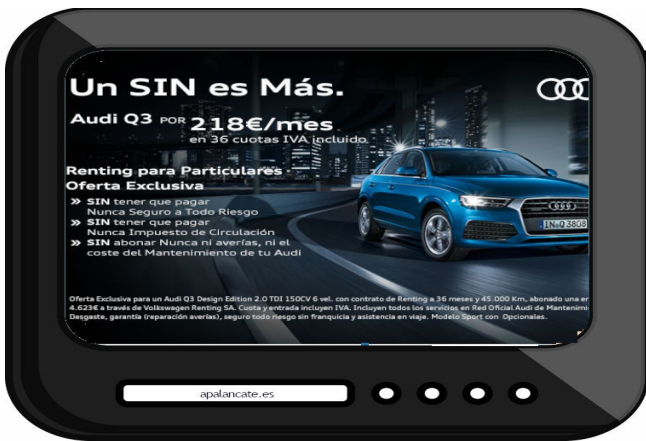 Un SIN es Más.
Audi Q3 POR 218€/mes
en 36 cuotas IVA incluido
Renting para Particulares
Oferta Exclusiva
» SIN tener que pagar
Nunca Seguro a Todo Riesgo
» SIN tener que pagar
Nunca Impuesto de Circulación
» SIN abonar Nunca ni averías, ni el
coste del Mantenimiento de tu Audi
IN·Q 3808
Oferta Exclusiva para un Audi Q3 Design Edition 2.0 TDI 150CV 6 vel. con contrato de Renting a 36 meses y 45.000 Km, abonado una en
4.623€ a través de Volkswagen Renting SA. Cuota y entrada incluyen IVA. Incluyen todos los servicios en Red Oficial Audi de Mantenimi
Desgaste, garantía (reparación averías), seguro todo riesgo sin franquicia y asistencia en viaje. Modelo Sport con Opcionales.
apalancate.es